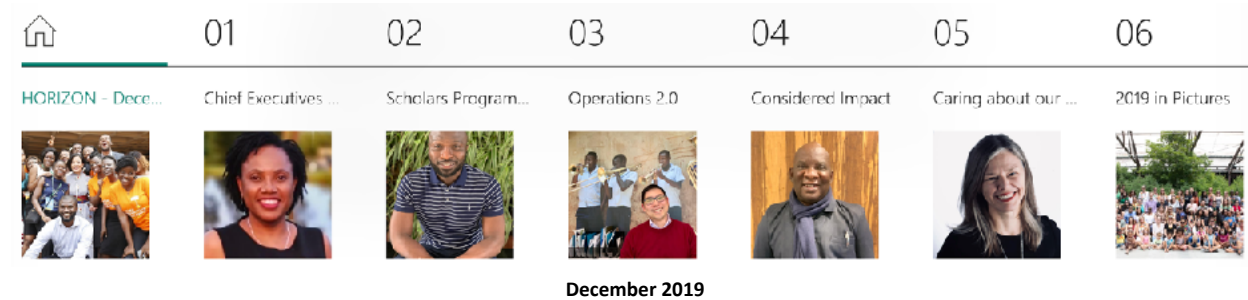 01 02 03 04 05 06
HORIZON - Dece... Chief Executives ... Scholars Program... Operations 2.0 Considered Impact Caring about our ... 2019 in Pictures
December 2019